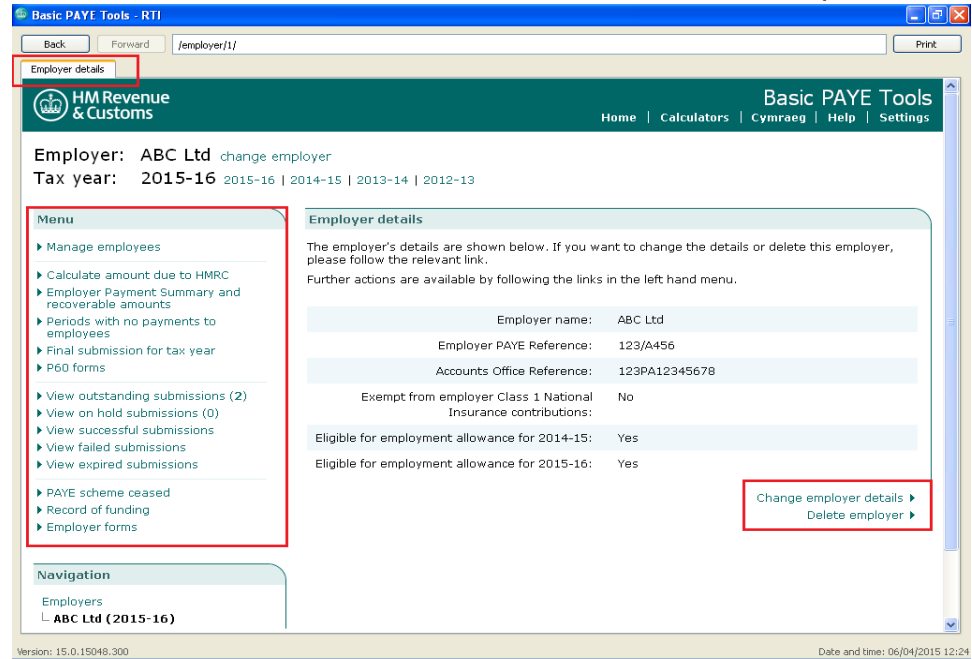 Basic PAYE Tools - RTI
Back Forward /employer/1/ Print
Employer details
HM Revenue
& Customs
Basic PAYE Tools
Home | Calculators | Cymraeg | Help | Settings
Employer: ABC Ltd change employer
Tax year: 2015-16 2015-16 | 2014-15 | 2013-14 | 2012-13
Menu
Manage employees
Calculate amount due to HMRC
Employer Payment Summary and
recoverable amounts
Periods with no payments to
employees
Final submission for tax year
P60 forms
View outstanding submissions (2)
View on hold submissions (0)
View successful submissions
View failed submissions
View expired submissions
PAYE scheme ceased
Record of funding
Employer forms
Navigation
Employers
ABC Ltd (2015-16)
Employer details
The employer's details are shown below. If you want to change the details or delete this employer,
please follow the relevant link.
Further actions are available by following the links in the left hand menu.
Employer name: ABC Ltd
Employer PAYE Reference: 123/A456
Accounts Office Reference: 123PA12345678
Exempt from employer Class 1 National No
Insurance contributions:
Eligible for employment allowance for 2014-15: Yes
Eligible for employment allowance for 2015-16: Yes
Change employer details
Delete employer
Version: 15.0.15048.300
Date and time: 06/04/2015 12:24